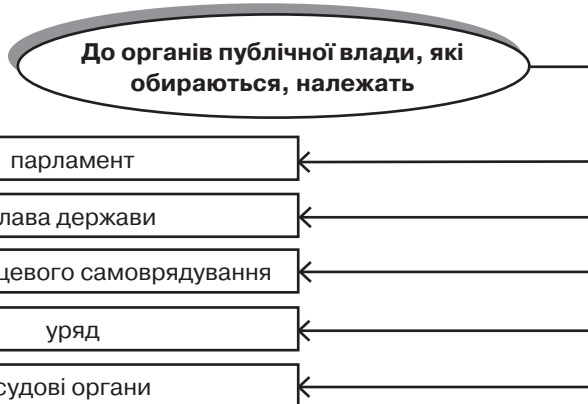 До органів публічної влади, які
обираються, належать
парламент
лава держави
цевого самоврядування
уряд
судові органи